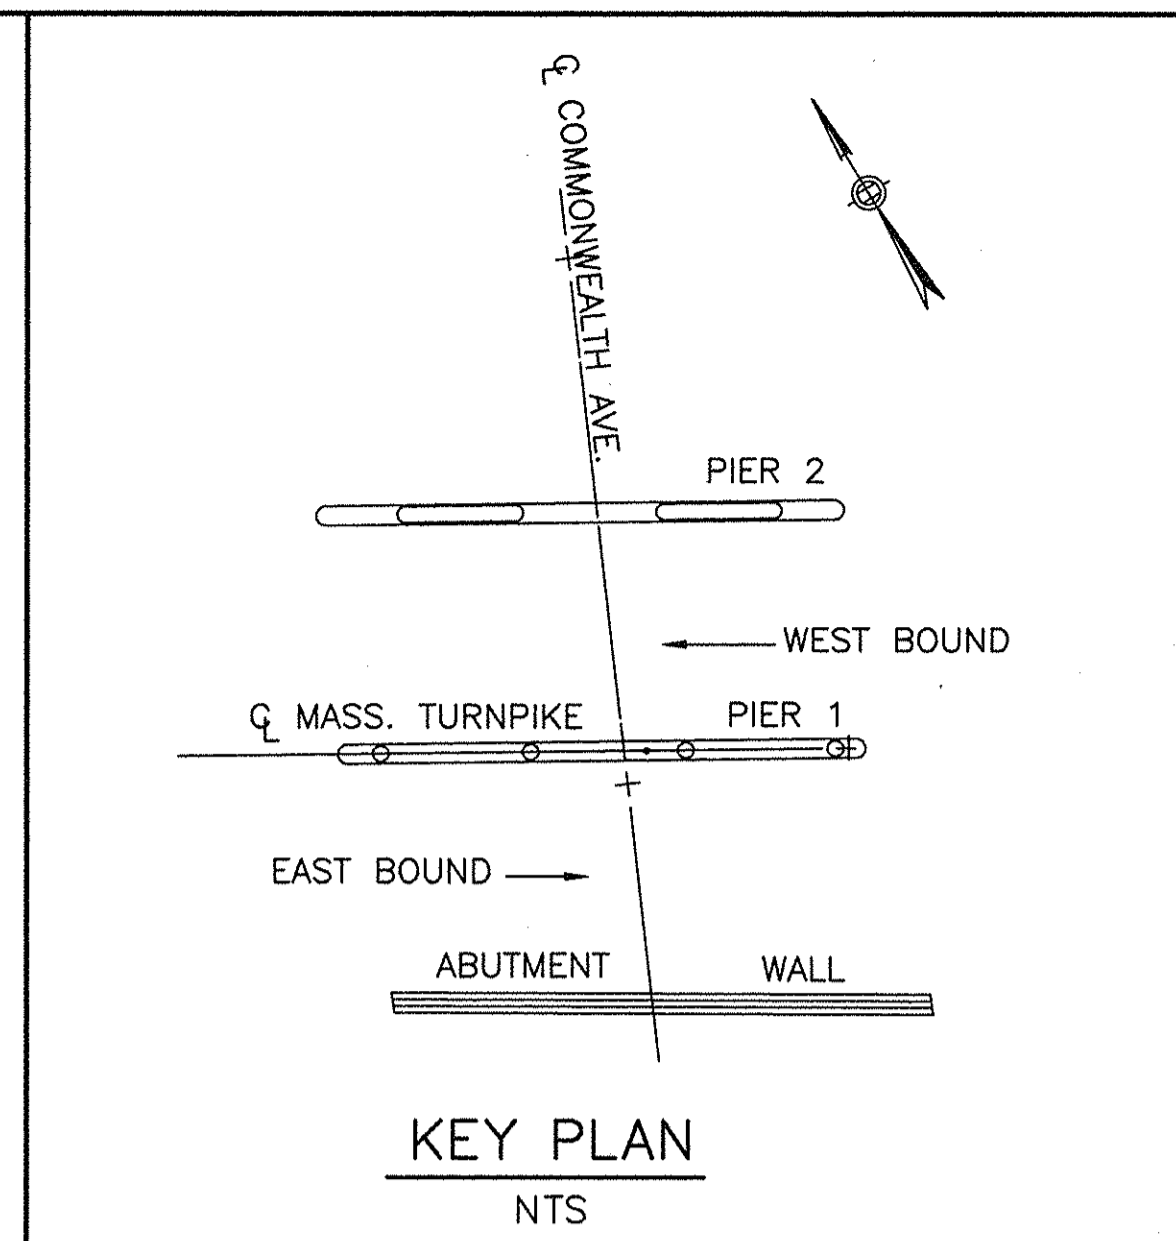 ℄ COMMONWEALTH AVE.
PIER 2
WEST BOUND
℄ MASS. TURNPIKE
PIER 1
EAST BOUND
ABUTMENT WALL
KEY PLAN
NTS